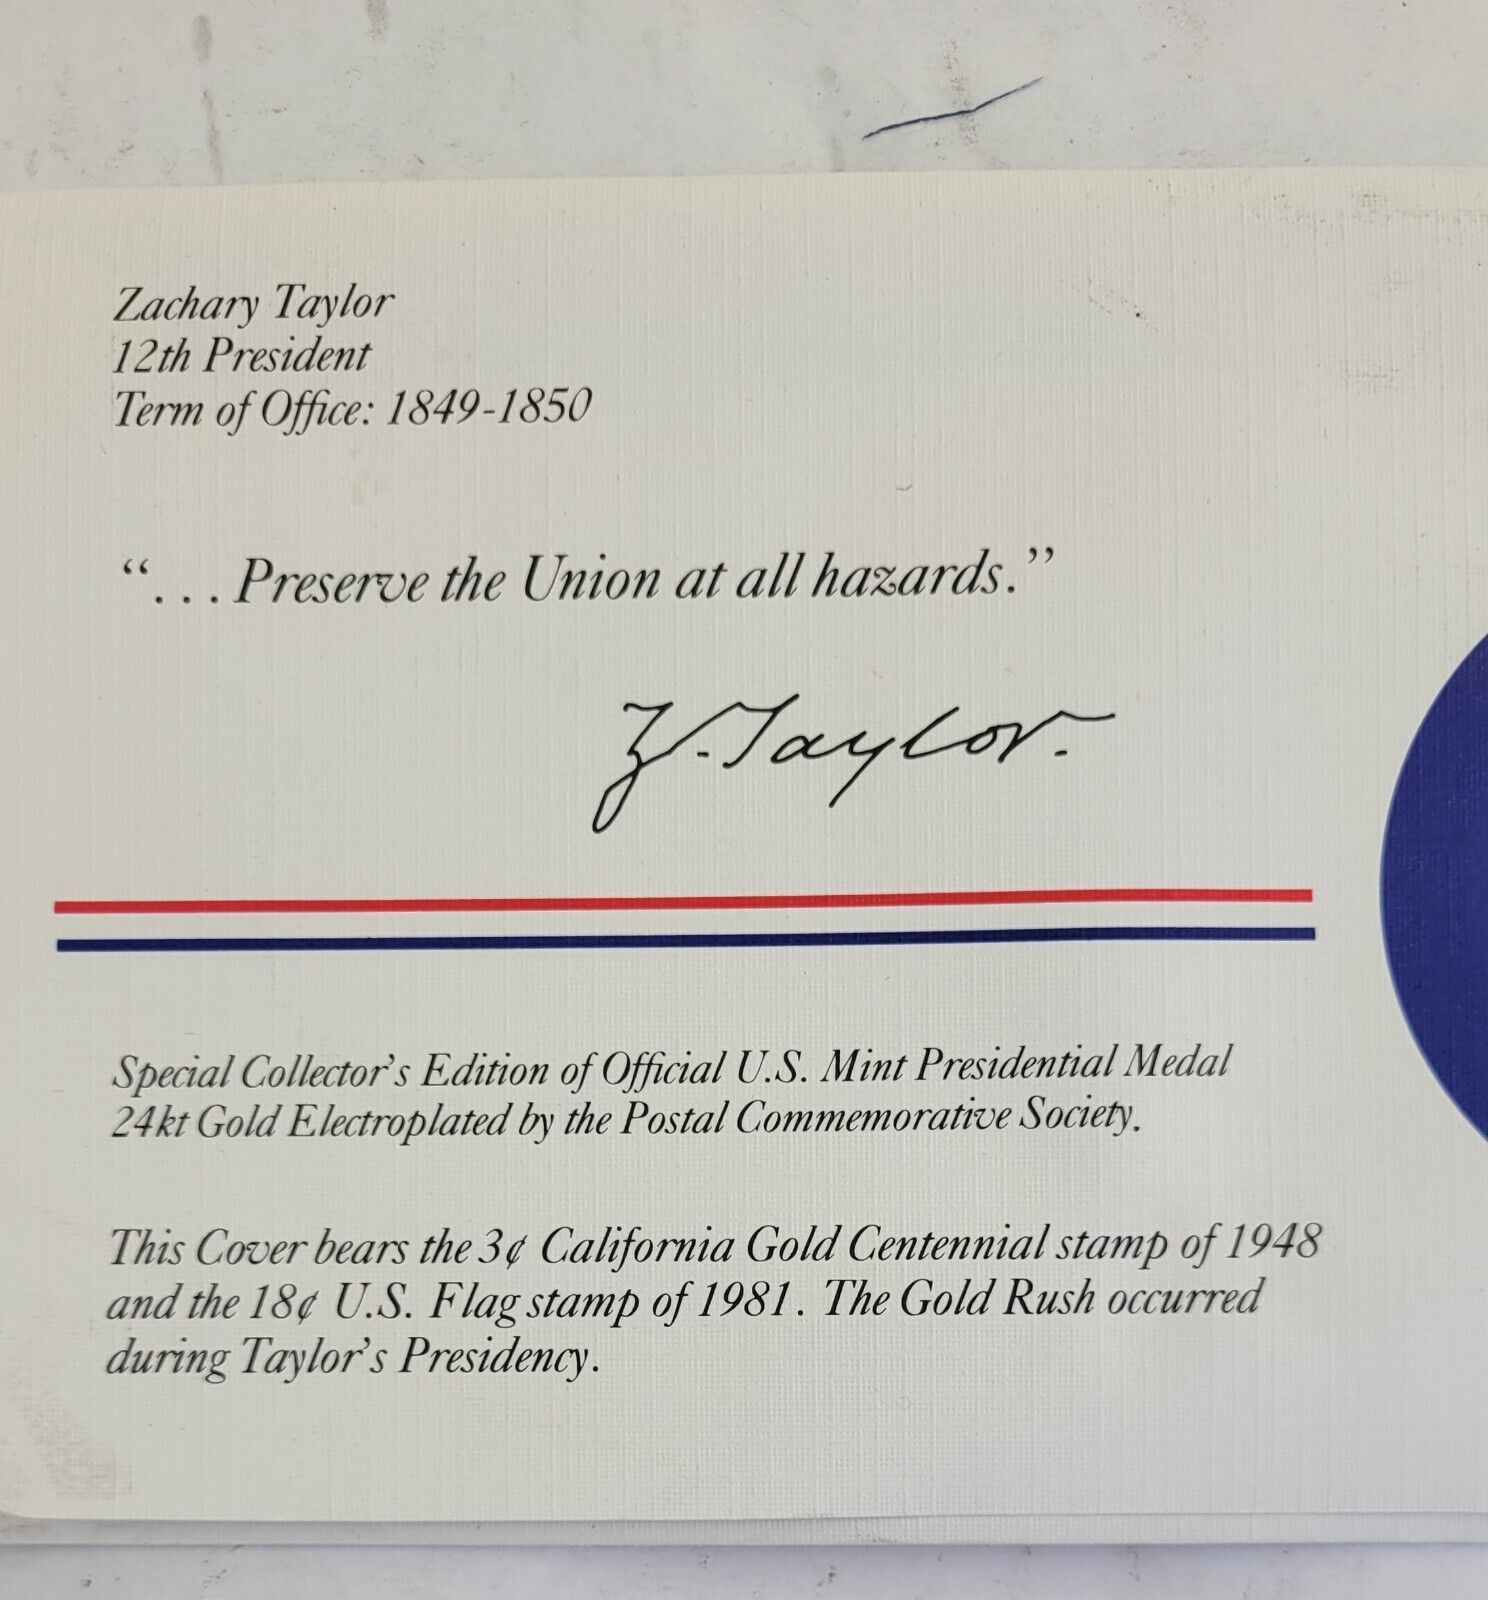 Zachary Taylor
12th President
Term of Office: 1849-1850
“. . . Preserve the Union at all hazards.”
Z. Taylor.
Special Collector’s Edition of Official U.S. Mint Presidential Medal
24kt Gold Electroplated by the Postal Commemorative Society.
This Cover bears the 3¢ California Gold Centennial stamp of 1948
and the 18¢ U.S. Flag stamp of 1981. The Gold Rush occurred
during Taylor’s Presidency.